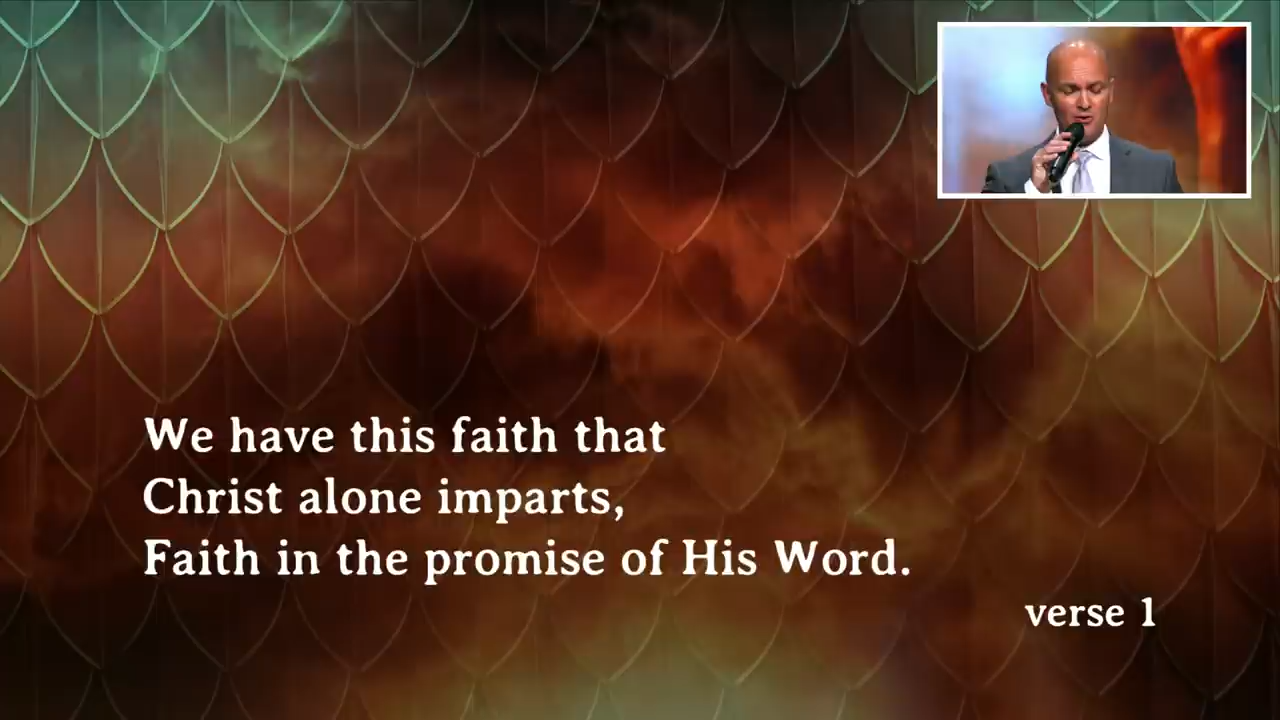 We have this faith that
Christ alone imparts,
Faith in the promise of His Word.
verse 1